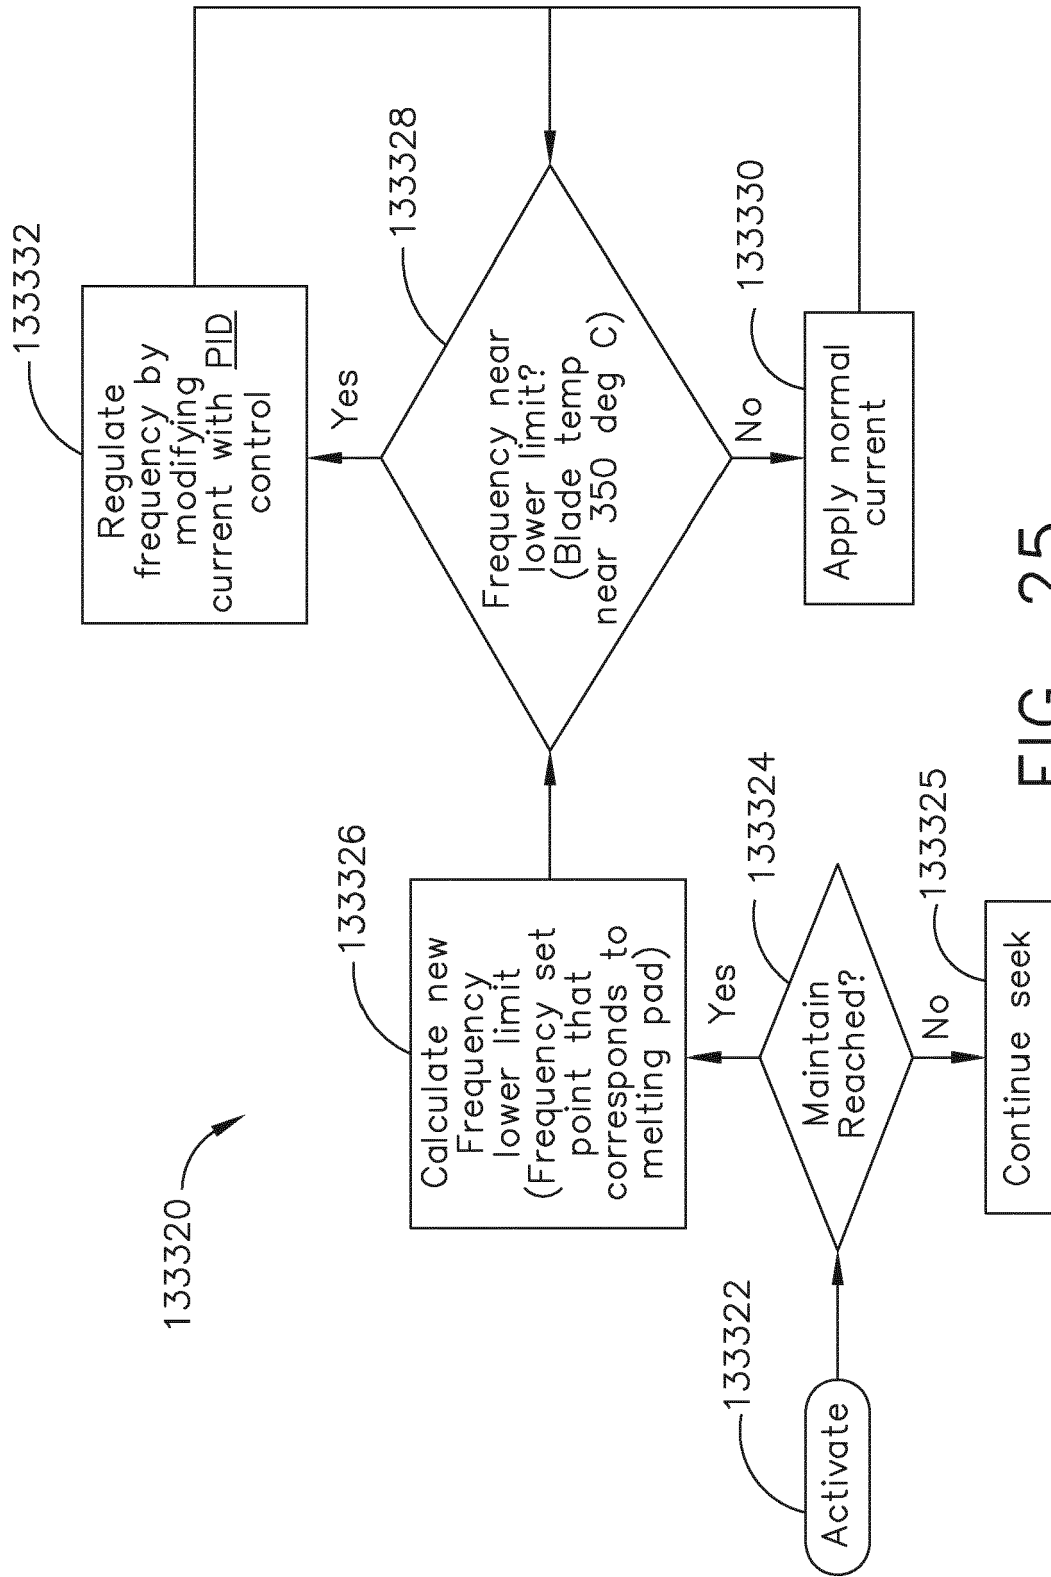 133320
133322
Activate
133324
Maintain
Reached?
Yes
No
133325
Continue seek
133326
Calculate new
Frequency
lower limit
(Frequency set
point that
corresponds to
melting pad)
133328
Frequency near
lower limit?
(Blade temp
near 350 deg C)
Yes
No
133332
Regulate
frequency by
modifying
current with PID
control
133330
Apply normal
current
FIG. 25